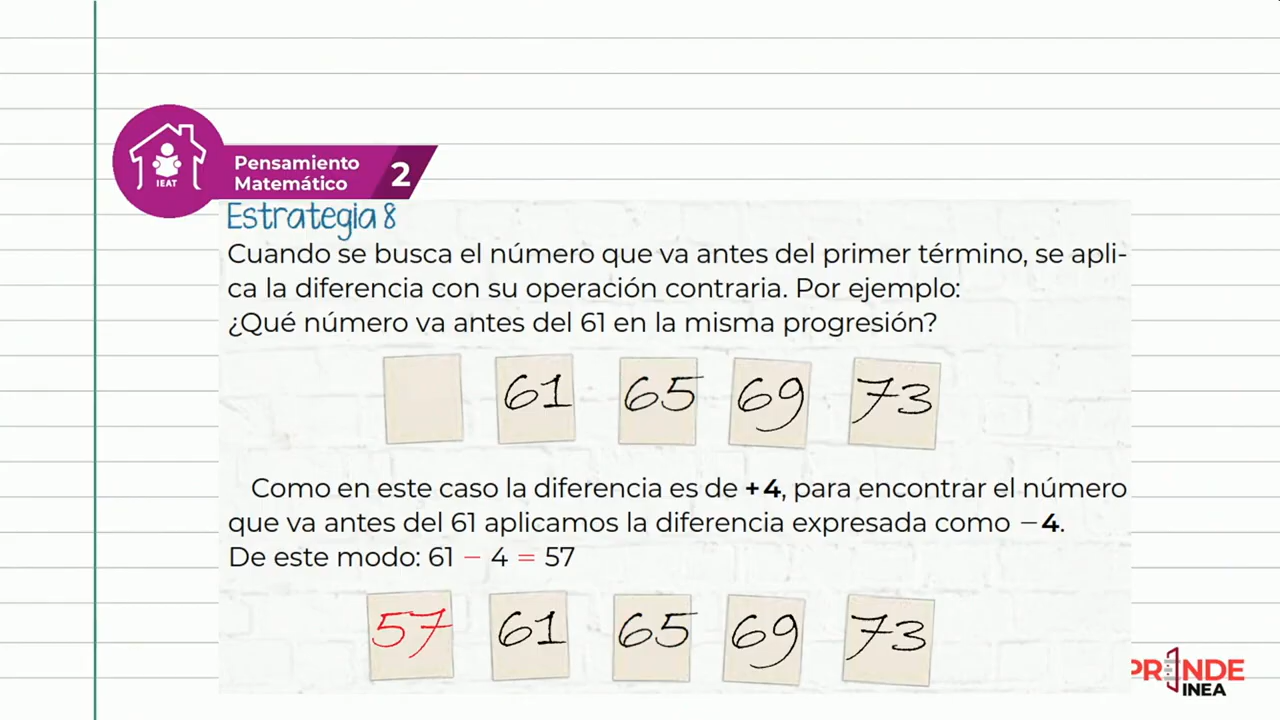 IEAT
Pensamiento
Matemático
2
Estrategia 8
Cuando se busca el número que va antes del primer término, se apli-
ca la diferencia con su operación contraria. Por ejemplo:
¿Qué número va antes del 61 en la misma progresión?
61 65 69 73
Como en este caso la diferencia es de +4, para encontrar el número
que va antes del 61 aplicamos la diferencia expresada como −4.
De este modo: 61 − 4 = 57
57 61 65 69 73
PRENDE
INEA